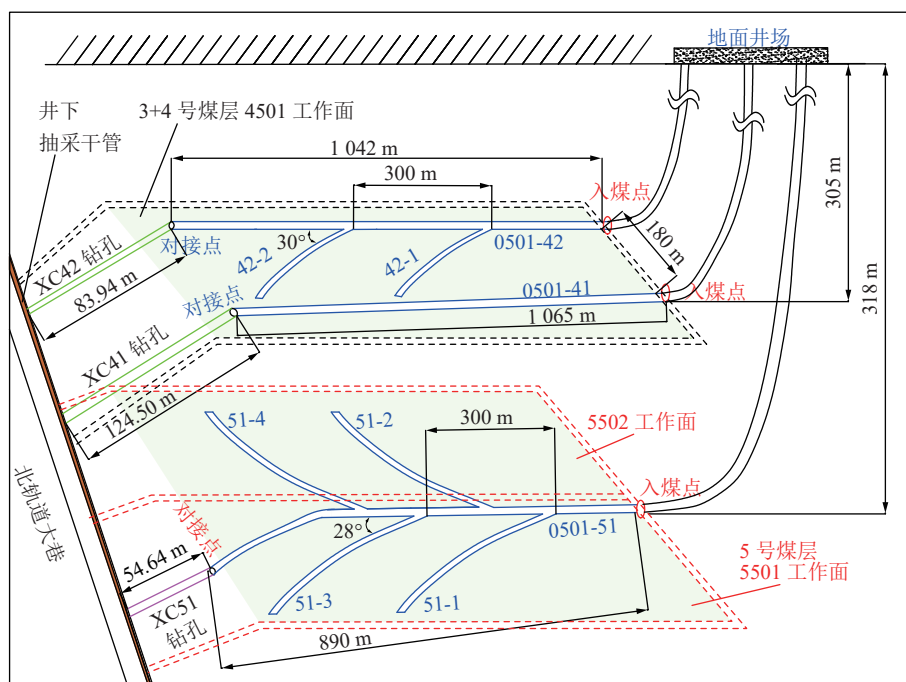 地面井场
井下
抽采干管
3+4 号煤层 4501 工作面
1 042 m
300 m
入煤点
305 m
318 m
180 m
对接点
30°
0501-42
XC42 钻孔
42-2
42-1
83.94 m
对接点
0501-41
入煤点
1 065 m
XC41 钻孔
124.50 m
51-4
51-2
300 m
5502 工作面
入煤点
北轨道大巷
对接点
28°
0501-51
54.64 m
5 号煤层
5501 工作面
XC51
钻孔
51-3
51-1
890 m